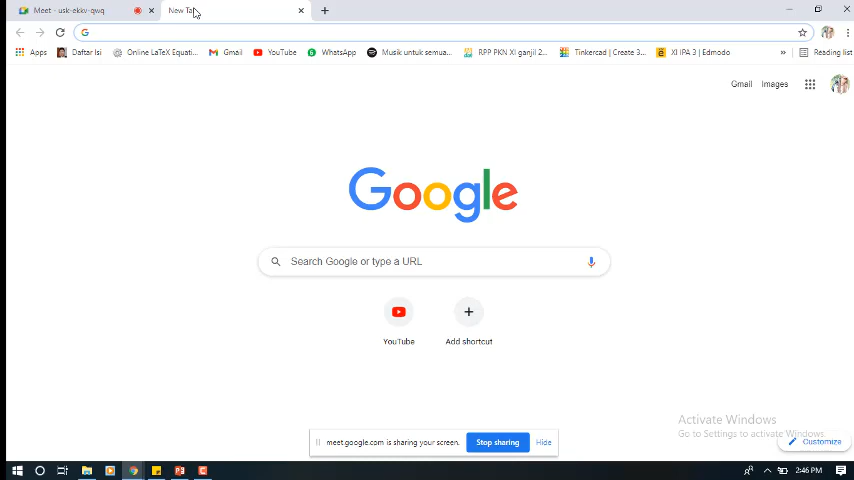 Meet - usk-ekkv-qwq
New Ta
Apps Daftar Isi Online LaTeX Equati... Gmail YouTube WhatsApp Musik untuk semua... RPP PKN XI ganjil 2... Tinkercad | Create 3... XI IPA 3 | Edmodo » Reading list
Gmail Images
Google
Search Google or type a URL
YouTube Add shortcut
Activate Windows
Go to Settings to activate Windows.
Customize
meet.google.com is sharing your screen. Stop sharing Hide
2:46 PM